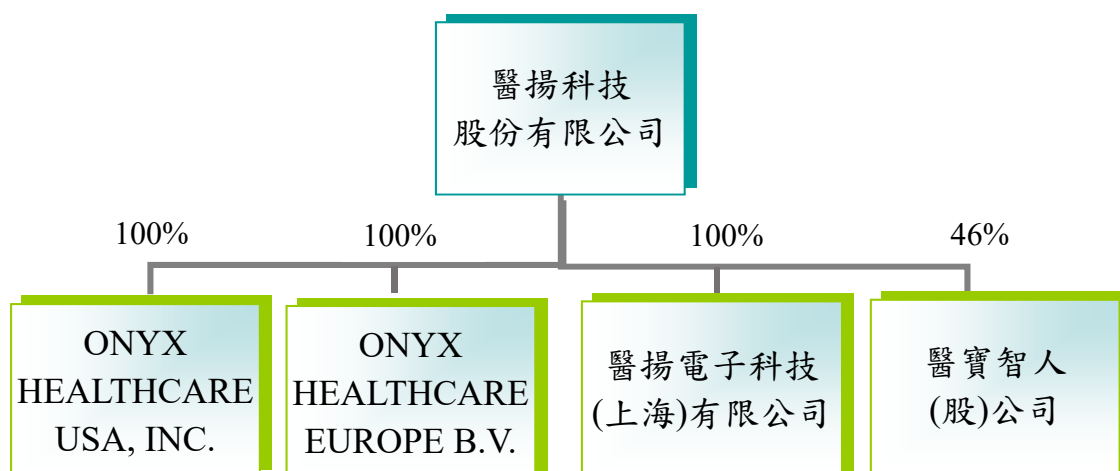 醫揚科技
股份有限公司
100%
100%
100%
46%
ONYX
HEALTHCARE
USA, INC.
ONYX
HEALTHCARE
EUROPE B.V.
醫揚電子科技
(上海)有限公司
醫寶智人
(股)公司